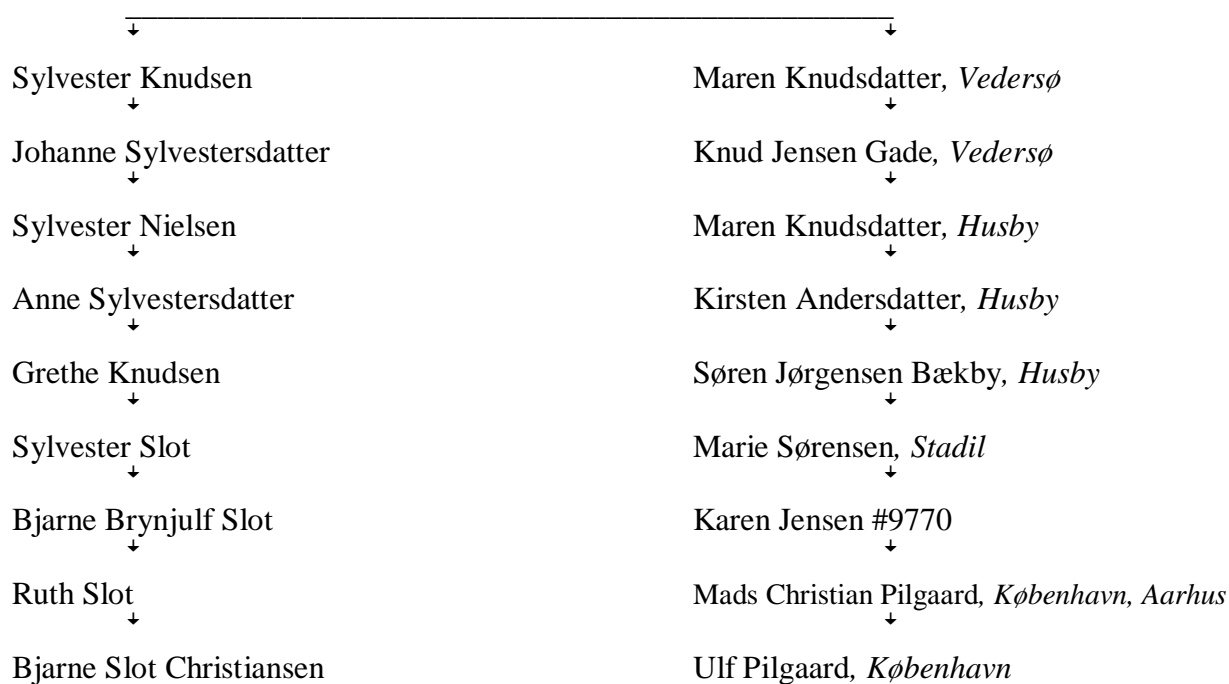 Sylvester Knudsen Maren Knudsdatter, Vedersø
Johanne Sylvestersdatter Knud Jensen Gade, Vedersø
Sylvester Nielsen Maren Knudsdatter, Husby
Anne Sylvestersdatter Kirsten Andersdatter, Husby
Grethe Knudsen Søren Jørgensen Bækby, Husby
Sylvester Slot Marie Sørensen, Stadil
Bjarne Brynjulf Slot Karen Jensen #9770
Ruth Slot Mads Christian Pilgaard, København, Aarhus
Bjarne Slot Christiansen Ulf Pilgaard, København